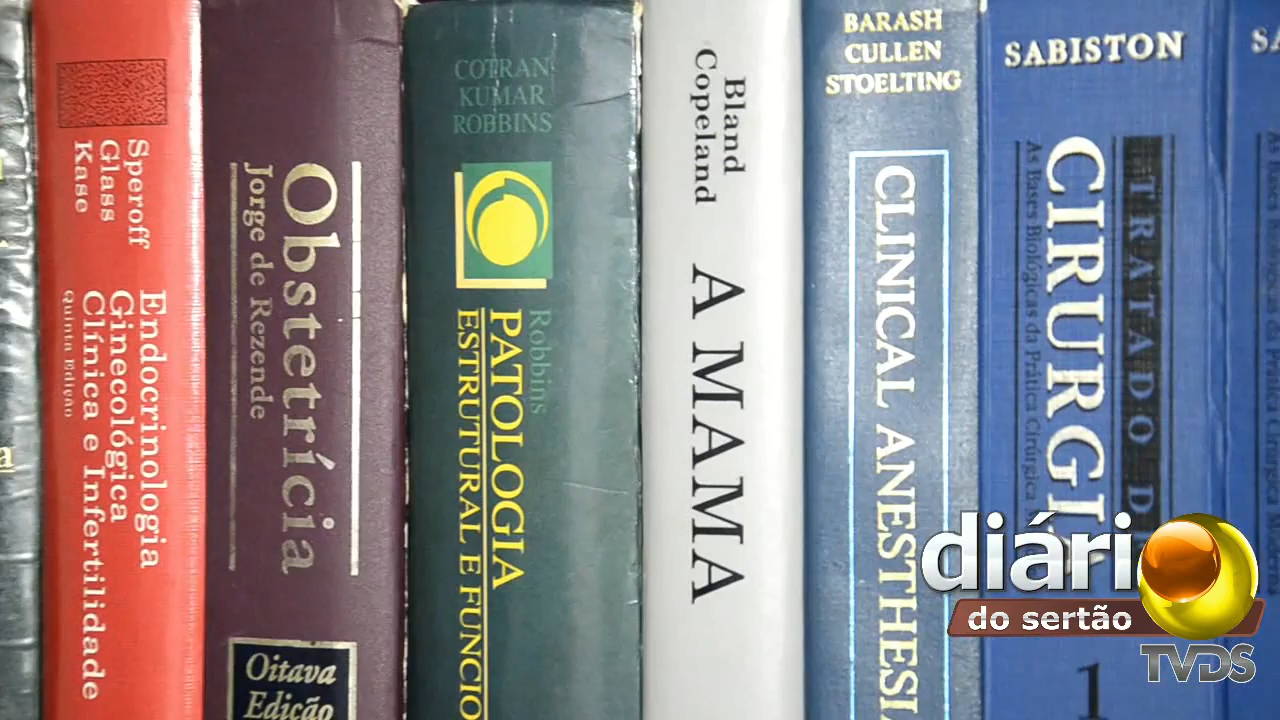 Speroff
Glass
Kase
Endocrinologia
Ginecológica
Clínica e Infertilidade
Quinta Edição
Obstetrícia
Jorge de Rezende
Oitava
Edição
COTRAN
KUMAR
ROBBINS
Robbins
PATOLOGIA
ESTRUTURAL E FUNCIO
Bland
Copeland
A MAMA
BARASH
CULLEN
STOELTING
CLINICAL ANESTHESI
SABISTON
TRATADO DE
CIRURGIA
As Bases Biológicas da Prática Cirúrgica
1
SA
diário
do sertão
TVDS